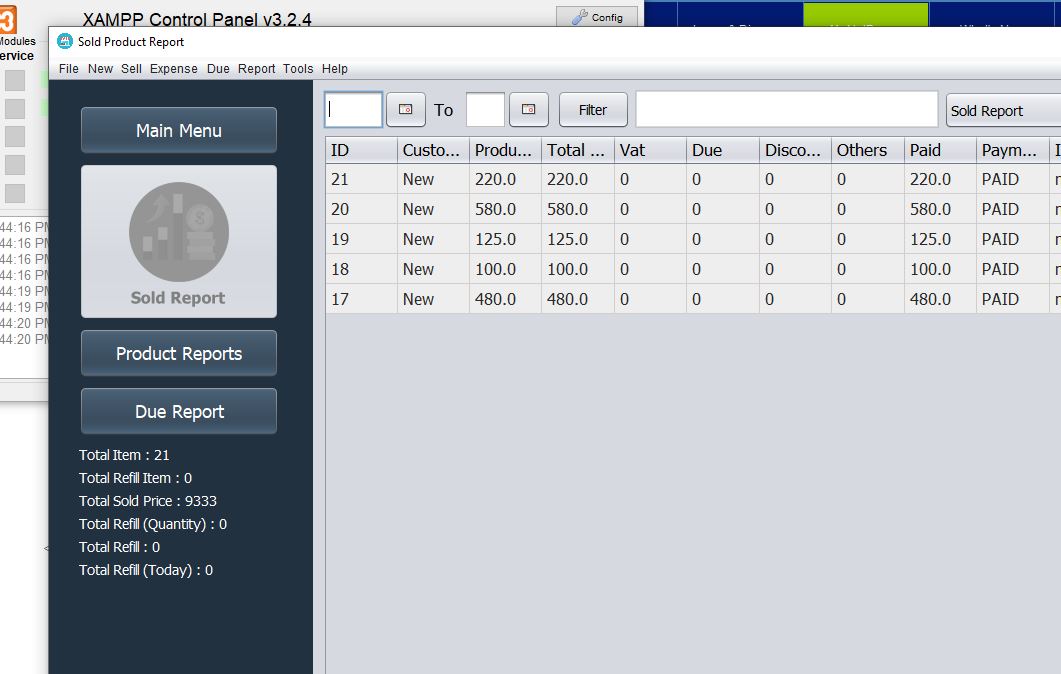 XAMPP Control Panel v3.2.4
Config
Modules
ervice
Sold Product Report
File New Sell Expense Due Report Tools Help
Main Menu
To
Filter
Sold Report
ID Custo... Produ... Total ... Vat Due Disco... Others Paid Paym...
21 New 220.0 220.0 0 0 0 0 220.0 PAID
20 New 580.0 580.0 0 0 0 0 580.0 PAID
19 New 125.0 125.0 0 0 0 0 125.0 PAID
18 New 100.0 100.0 0 0 0 0 100.0 PAID
17 New 480.0 480.0 0 0 0 0 480.0 PAID
Sold Report
Product Reports
Due Report
Total Item : 21
Total Refill Item : 0
Total Sold Price : 9333
Total Refill (Quantity) : 0
Total Refill : 0
Total Refill (Today) : 0
44:16 PM
44:16 PM
44:16 PM
44:16 PM
44:19 PM
44:19 PM
44:20 PM
44:20 PM